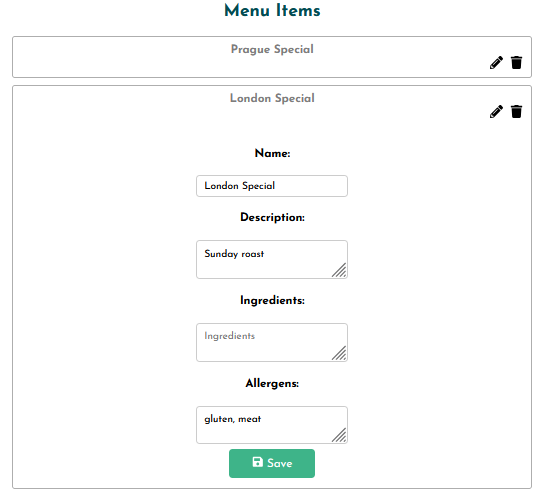 Menu Items
Prague Special
London Special
Name:
London Special
Description:
Sunday roast
Ingredients:
Ingredients
Allergens:
gluten, meat
Save